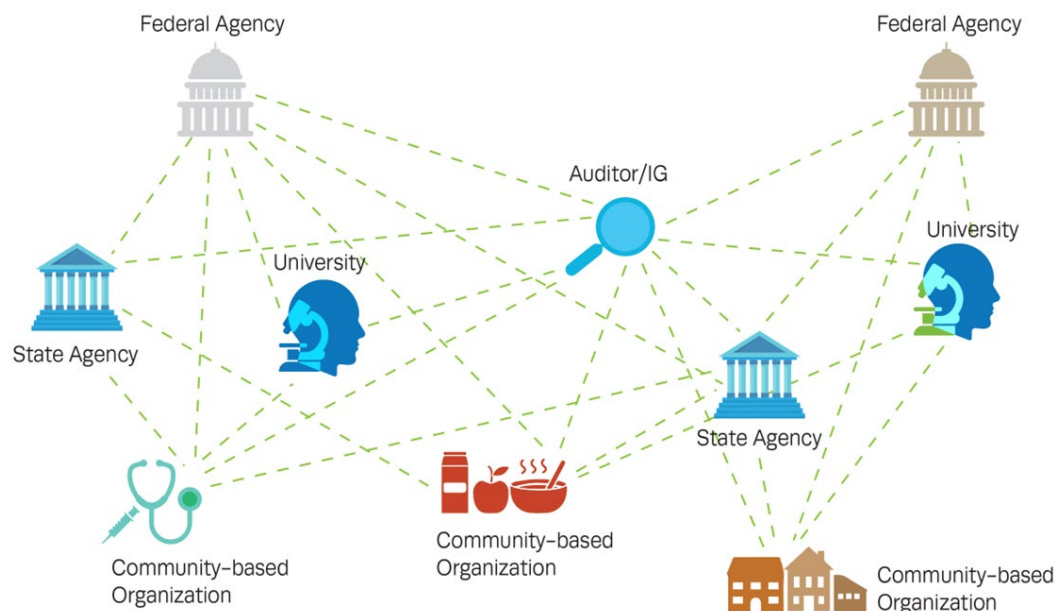 Federal Agency
Federal Agency
Auditor/IG
University
University
State Agency
State Agency
Community-based
Organization
Community-based
Organization
Community-based
Organization